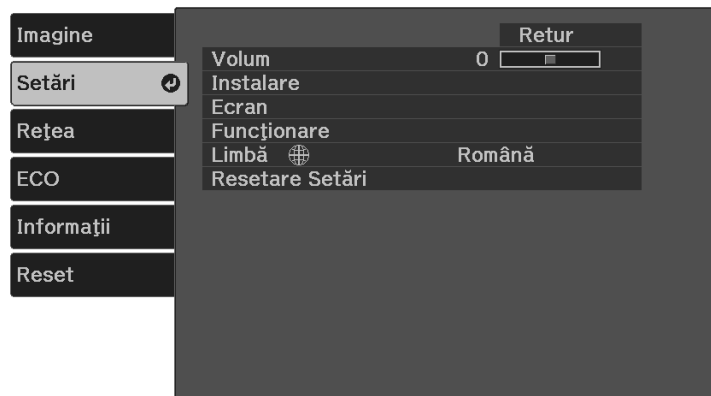 Imagine
Setări
Reţea
ECO
Informaţii
Reset
Retur
Volum 0
Instalare
Ecran
Funcţionare
Limbă Română
Resetare Setări